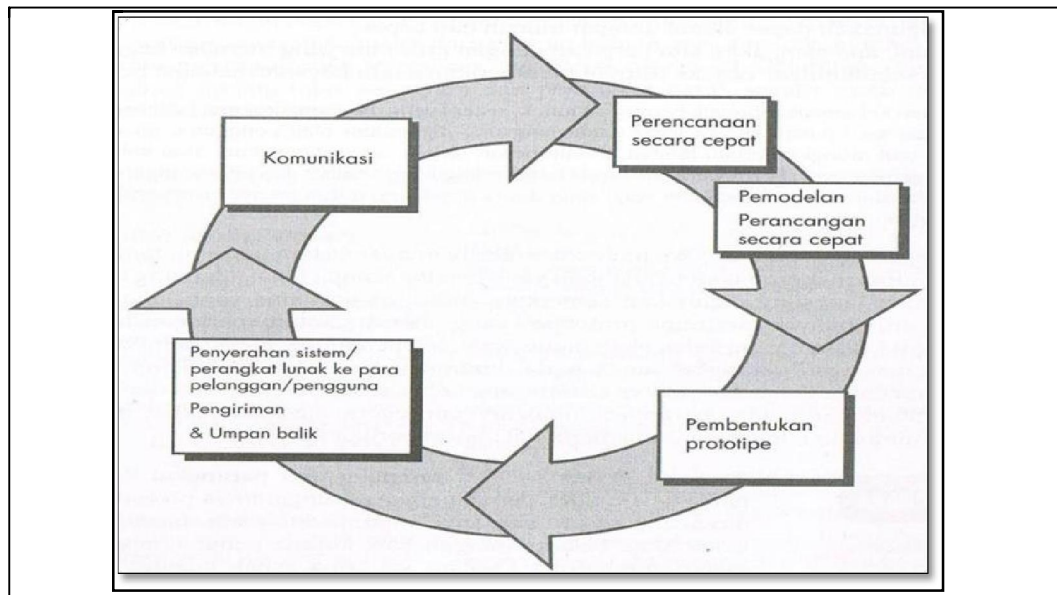 Komunikasi
Perencanaan
secara cepat
Pemodelan
Perancangan
secara cepat
Pembentukan
prototipe
Penyerahan sistem/
perangkat lunak ke para
pelanggan/pengguna
Pengiriman
& Umpan balik